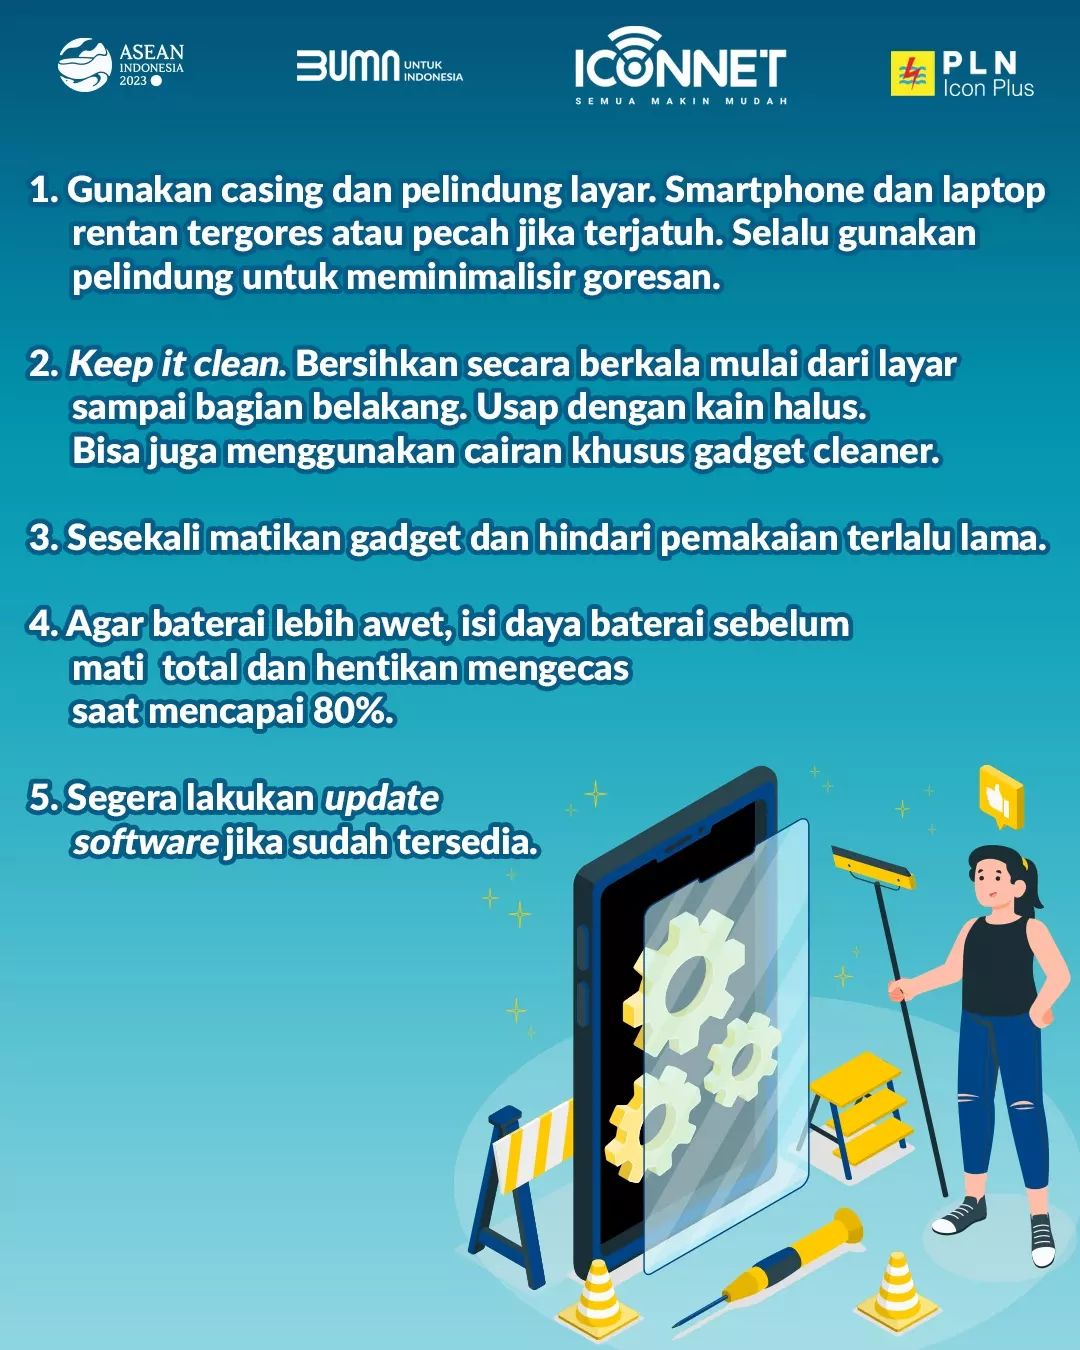 ASEAN
INDONESIA
2023
BUMN UNTUK
INDONESIA
ICONNET
SEMUA MAKIN MUDAH
PLN
Icon Plus
1. Gunakan casing dan pelindung layar. Smartphone dan laptop
rentan tergores atau pecah jika terjatuh. Selalu gunakan
pelindung untuk meminimalisir goresan.
2. Keep it clean. Bersihkan secara berkala mulai dari layar
sampai bagian belakang. Usap dengan kain halus.
Bisa juga menggunakan cairan khusus gadget cleaner.
3. Sesekali matikan gadget dan hindari pemakaian terlalu lama.
4. Agar baterai lebih awet, isi daya baterai sebelum
mati  total dan hentikan mengecas
saat mencapai 80%.
5. Segera lakukan update
software jika sudah tersedia.